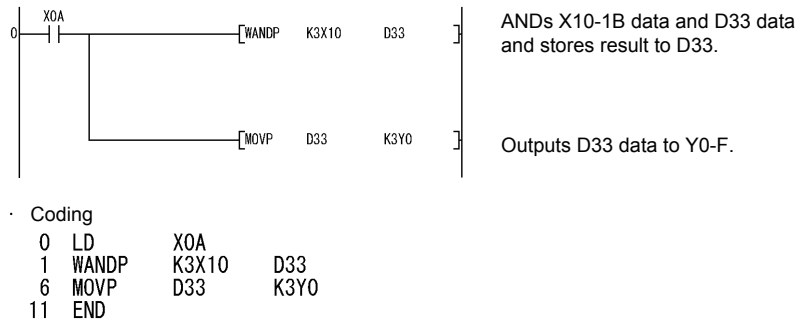 X0A
0 [WANDP K3X10 D33 ]
ANDs X10-1B data and D33 data
and stores result to D33.
[MOVP D33 K3Y0 ]
Outputs D33 data to Y0-F.
· Coding
0 LD X0A
1 WANDP K3X10 D33
6 MOVP D33 K3Y0
11 END